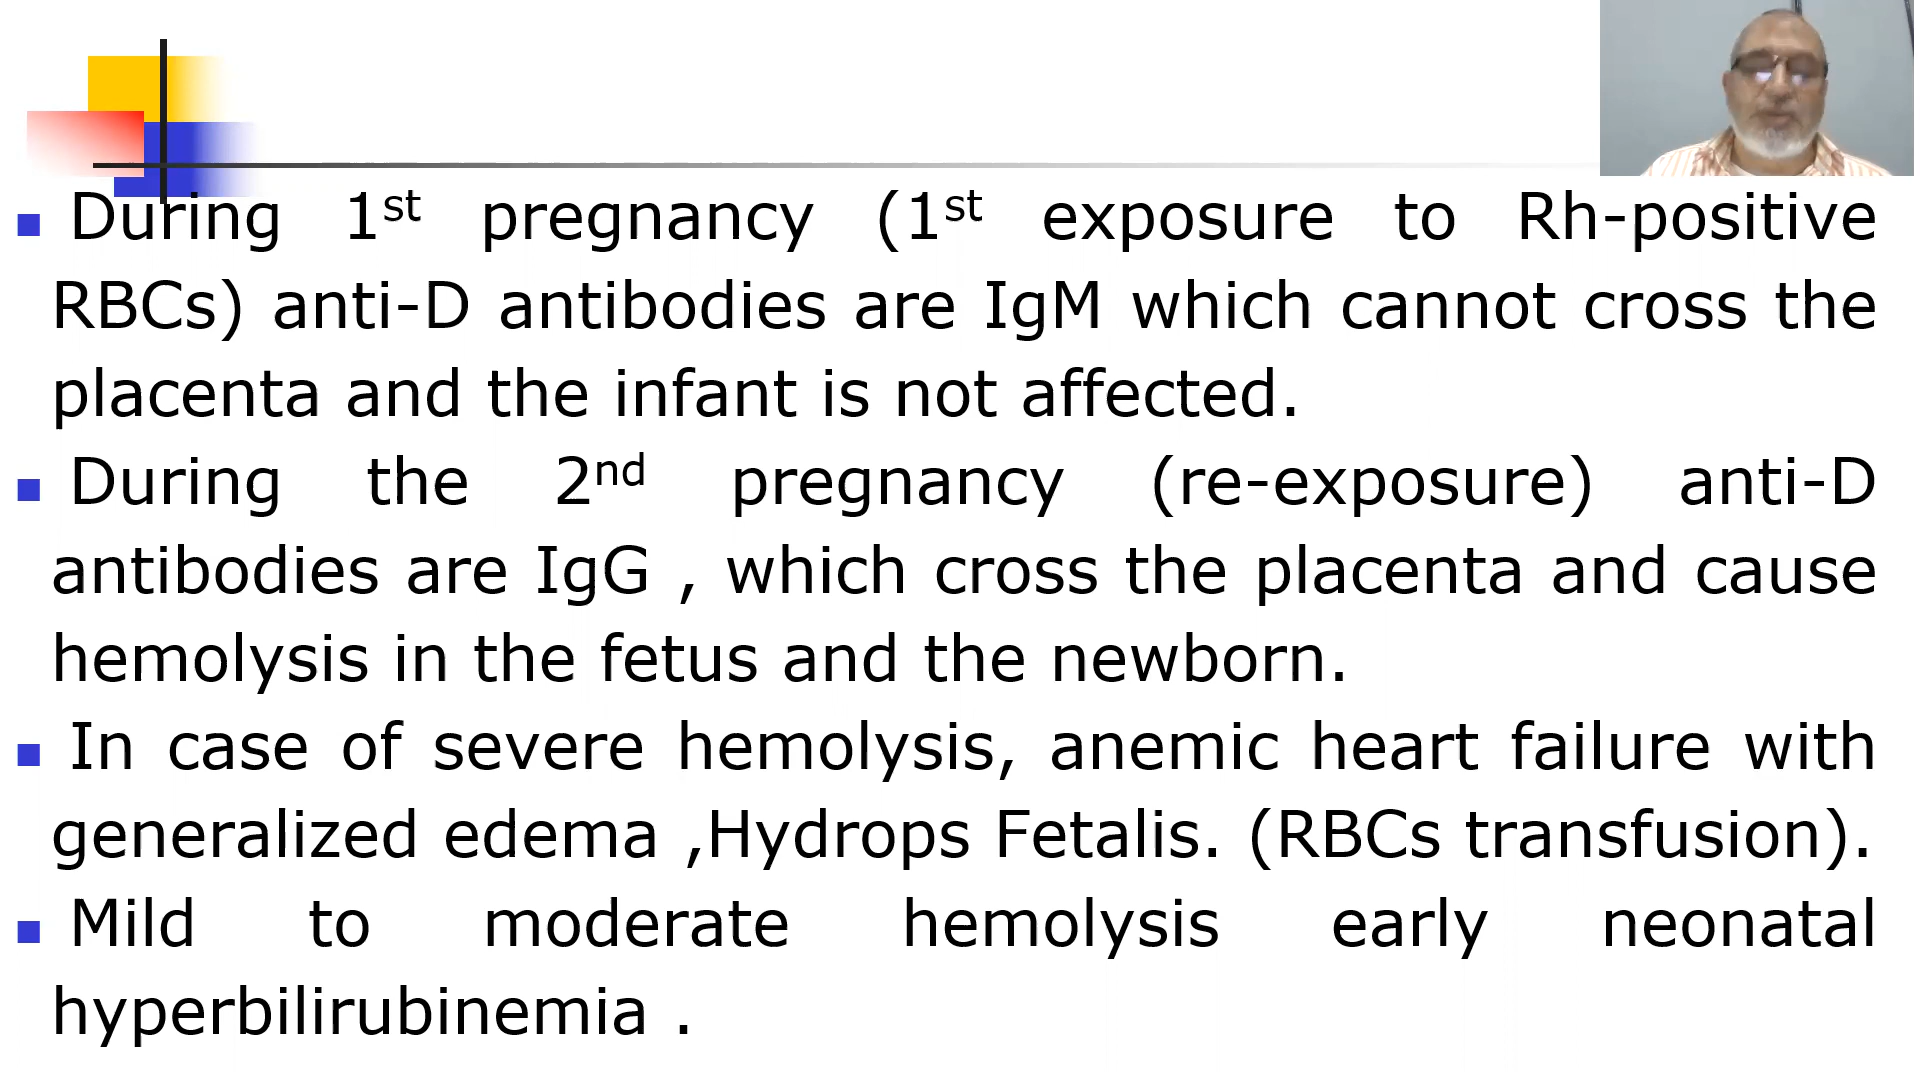 During 1st pregnancy (1st exposure to Rh-positive
RBCs) anti-D antibodies are IgM which cannot cross the
placenta and the infant is not affected.
During the 2nd pregnancy (re-exposure) anti-D
antibodies are IgG , which cross the placenta and cause
hemolysis in the fetus and the newborn.
In case of severe hemolysis, anemic heart failure with
generalized edema ,Hydrops Fetalis. (RBCs transfusion).
Mild to moderate hemolysis early neonatal
hyperbilirubinemia .